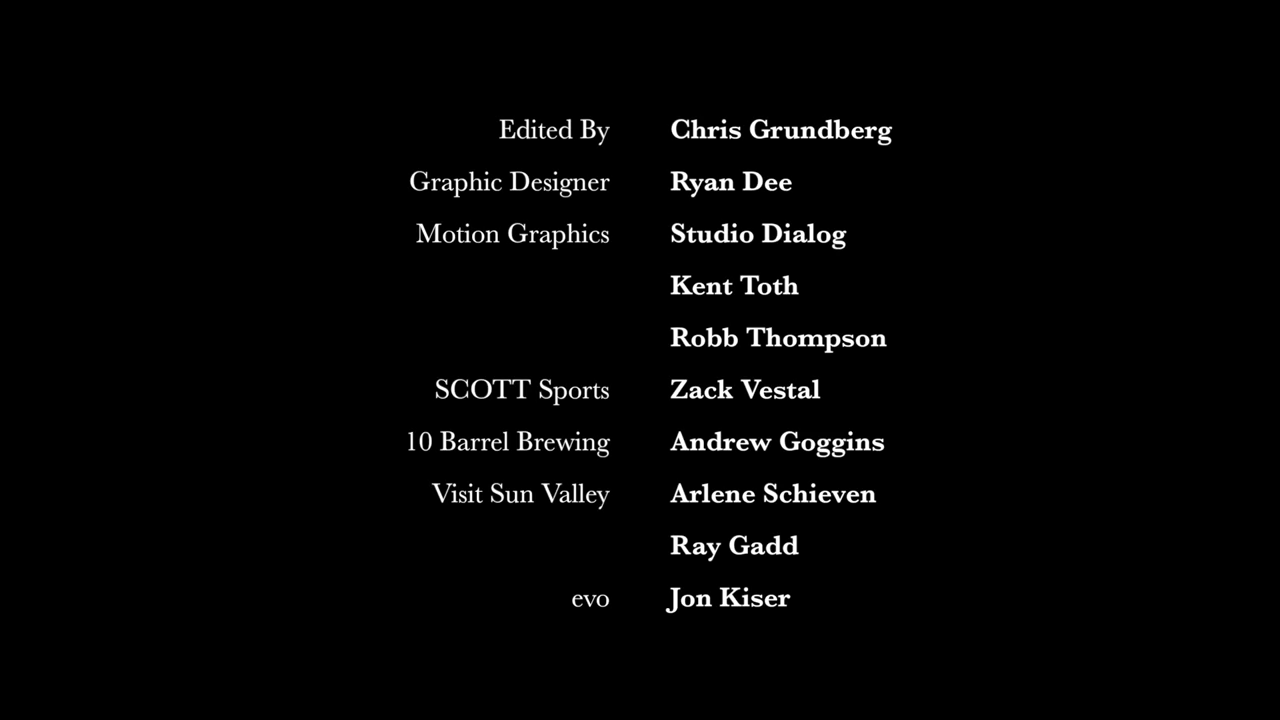 Edited By Chris Grundberg
Graphic Designer Ryan Dee
Motion Graphics Studio Dialog
Kent Toth
Robb Thompson
SCOTT Sports Zack Vestal
10 Barrel Brewing Andrew Goggins
Visit Sun Valley Arlene Schieven
Ray Gadd
evo Jon Kiser